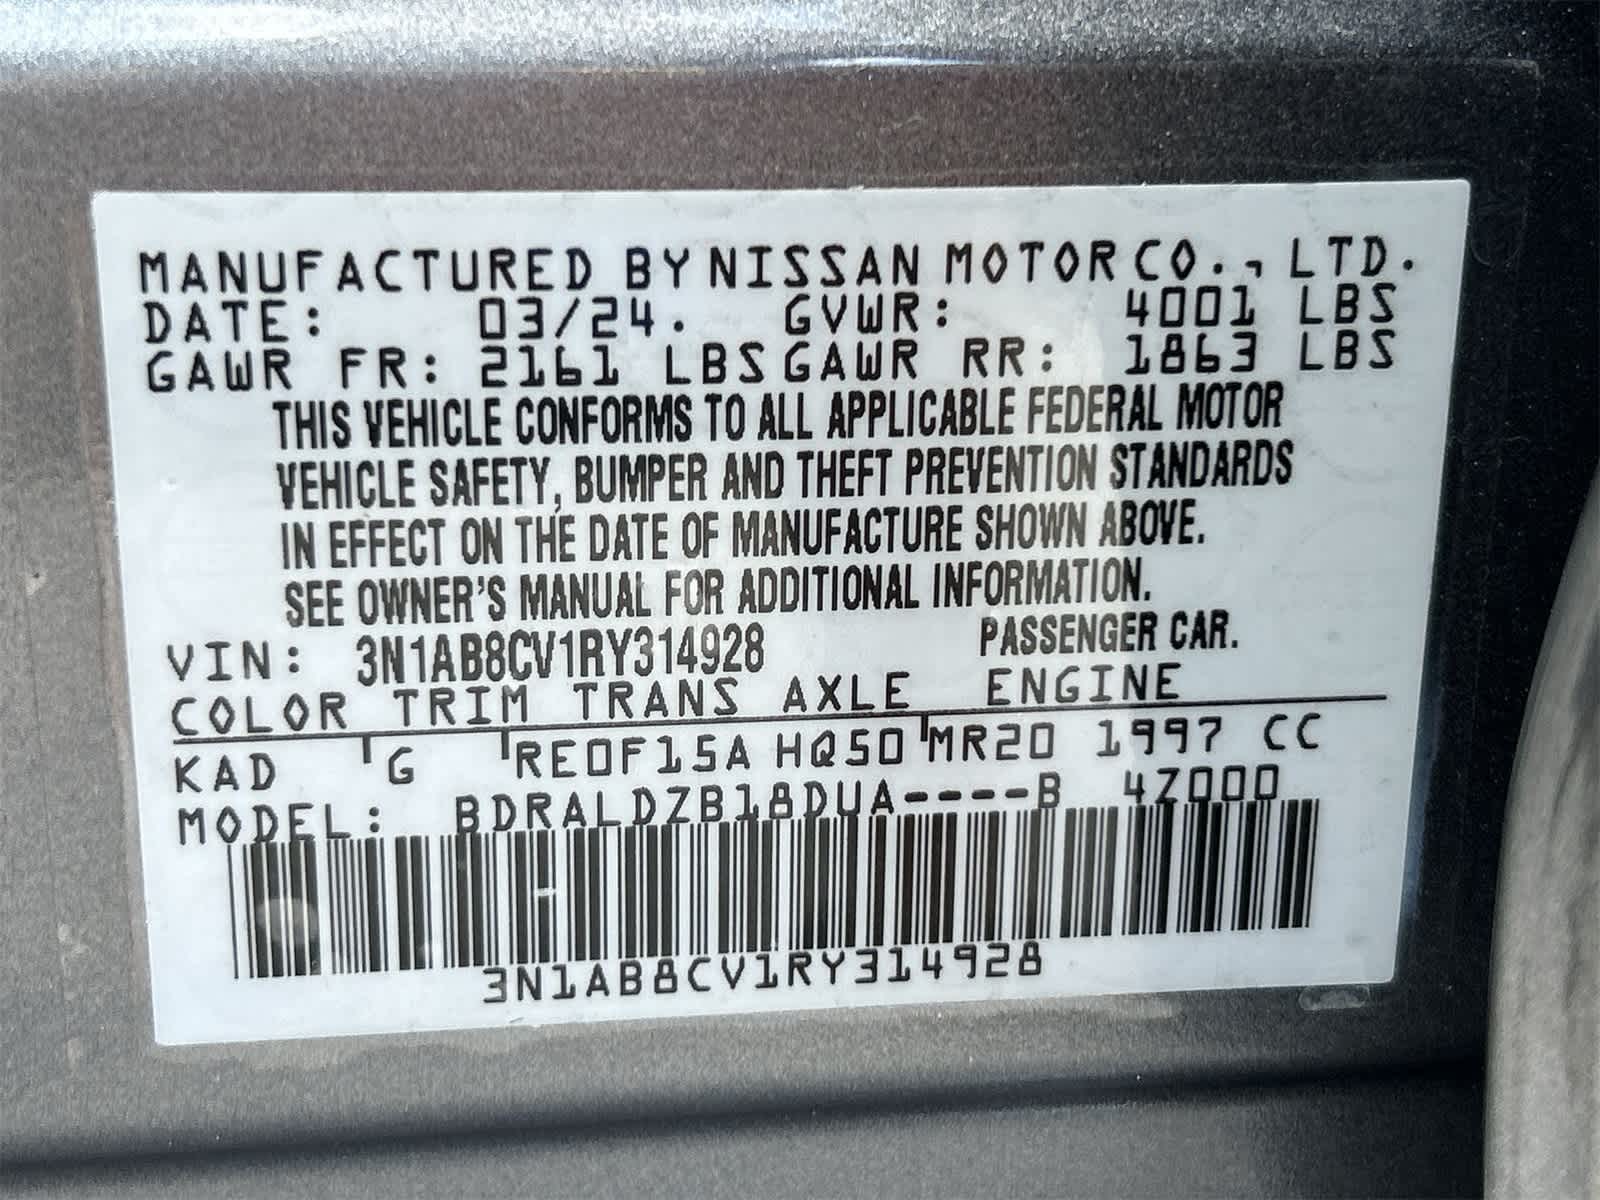 MANUFACTURED BY NISSAN MOTOR CO., LTD.
DATE: 03/24. GVWR: 4001 LBS
GAWR FR: 2161 LBS GAWR RR: 1863 LBS
THIS VEHICLE CONFORMS TO ALL APPLICABLE FEDERAL MOTOR
VEHICLE SAFETY, BUMPER AND THEFT PREVENTION STANDARDS
IN EFFECT ON THE DATE OF MANUFACTURE SHOWN ABOVE.
SEE OWNER'S MANUAL FOR ADDITIONAL INFORMATION.
VIN: 3N1AB8CV1RY314928 PASSENGER CAR.
COLOR TRIM TRANS AXLE ENGINE
KAD G RE0F15A HQ50 MR20 1997 CC
MODEL: BDRALDZB18DUA----B 4Z000
3N1AB8CV1RY314928